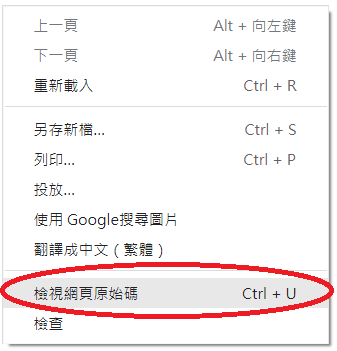 上一頁 Alt + 向左鍵
下一頁 Alt + 向右鍵
重新載入 Ctrl + R
另存新檔... Ctrl + S
列印... Ctrl + P
投放...
使用 Google搜尋圖片
翻譯成中文 ( 繁體 )
檢視網頁原始碼 Ctrl + U
檢查